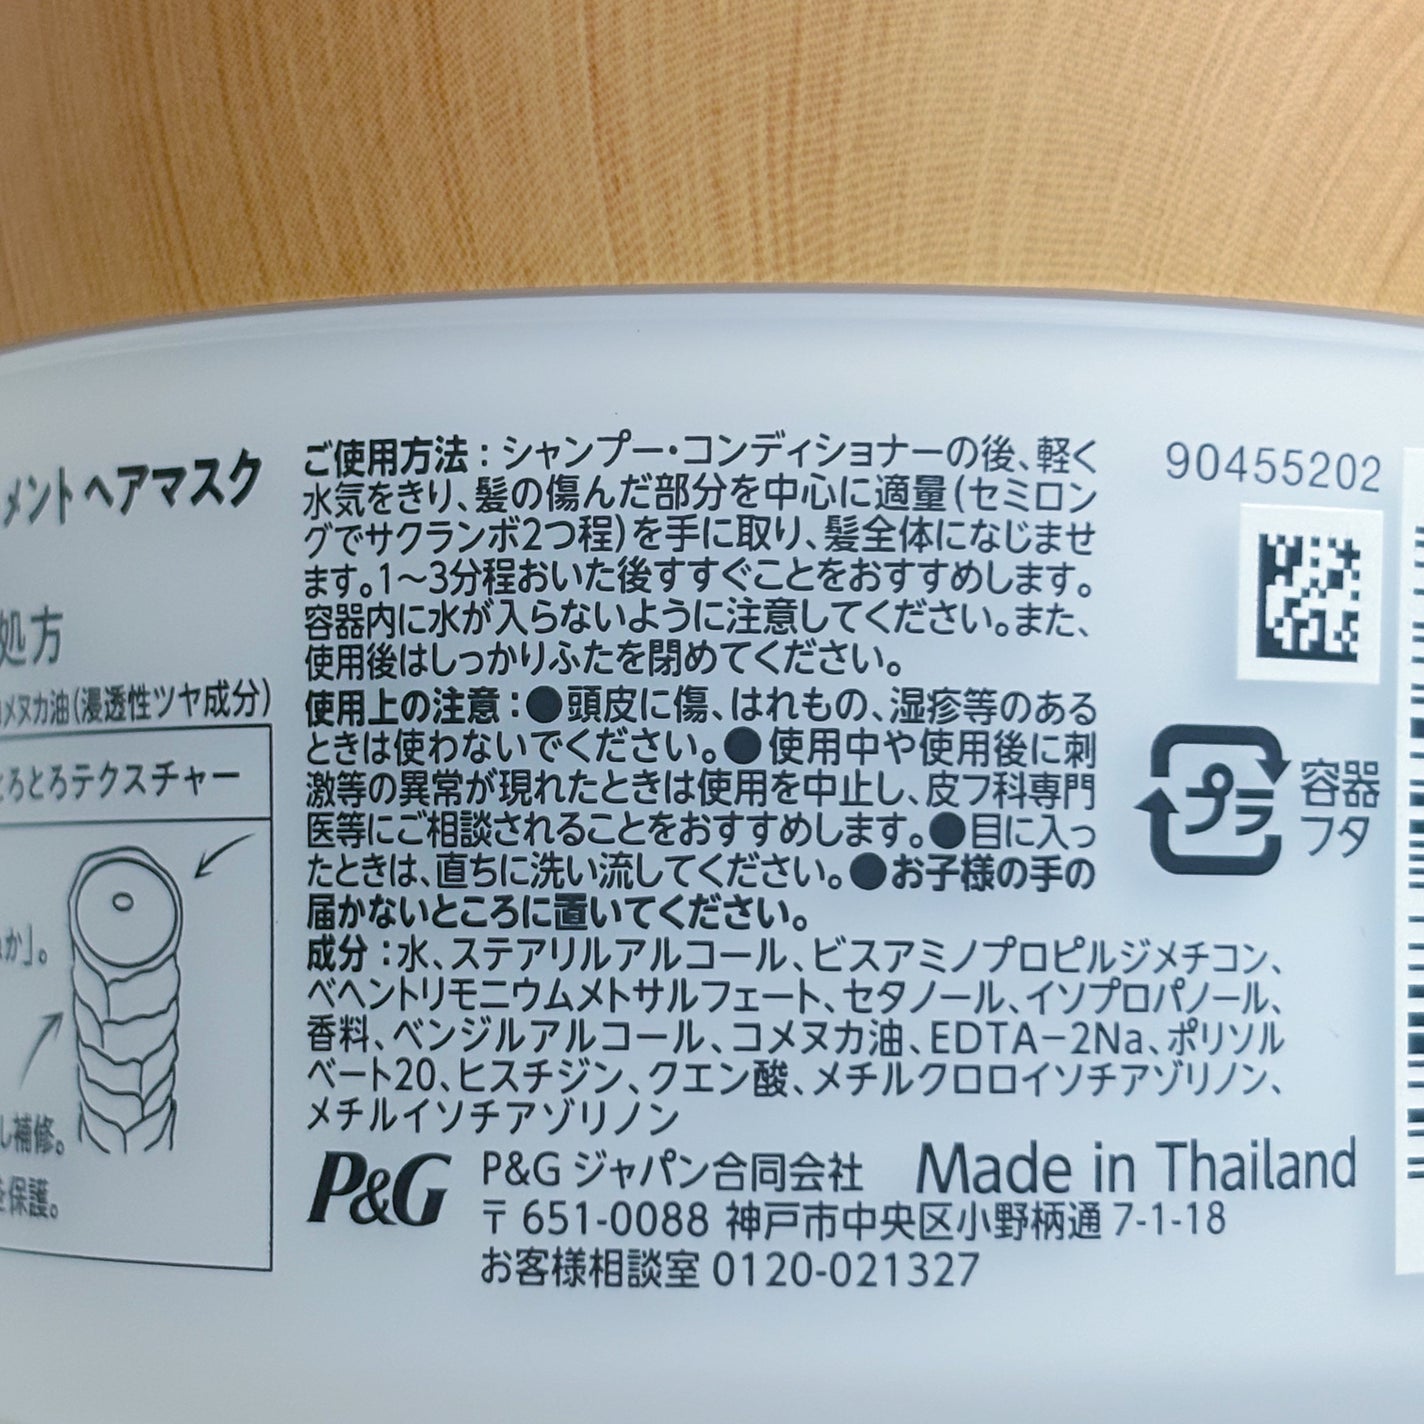 メントヘアマスク
処方
コメヌカ油(浸透性ツヤ成分)
とろとろテクスチャー
ぬか」。
し補修。
を保護。
ご使用方法：シャンプー・コンディショナーの後、軽く
水気をきり、髪の傷んだ部分を中心に適量(セミロン
グでサクランボ2つ程)を手に取り、髪全体になじませ
ます。1～3分程おいた後すすぐことをおすすめします。
容器内に水が入らないように注意してください。また、
使用後はしっかりふたを閉めてください。
使用上の注意：●頭皮に傷、はれもの、湿疹等のある
ときは使わないでください。●使用中や使用後に刺
激等の異常が現れたときは使用を中止し、皮フ科専門
医等にご相談されることをおすすめします。●目に入っ
たときは、直ちに洗い流してください。●お子様の手の
届かないところに置いてください。
成分：水、ステアリルアルコール、ビスアミノプロピルジメチコン、
ベヘントリモニウムメトサルフェート、セタノール、イソプロパノール、
香料、ベンジルアルコール、コメヌカ油、EDTA−2Na、ポリソル
ベート20、ヒスチジン、クエン酸、メチルクロロイソチアゾリノン、
メチルイソチアゾリノン
P&G P&G ジャパン合同会社 Made in Thailand
〒651-0088 神戸市中央区小野柄通 7-1-18
お客様相談室 0120-021327
90455202
プラ
容器
フタ